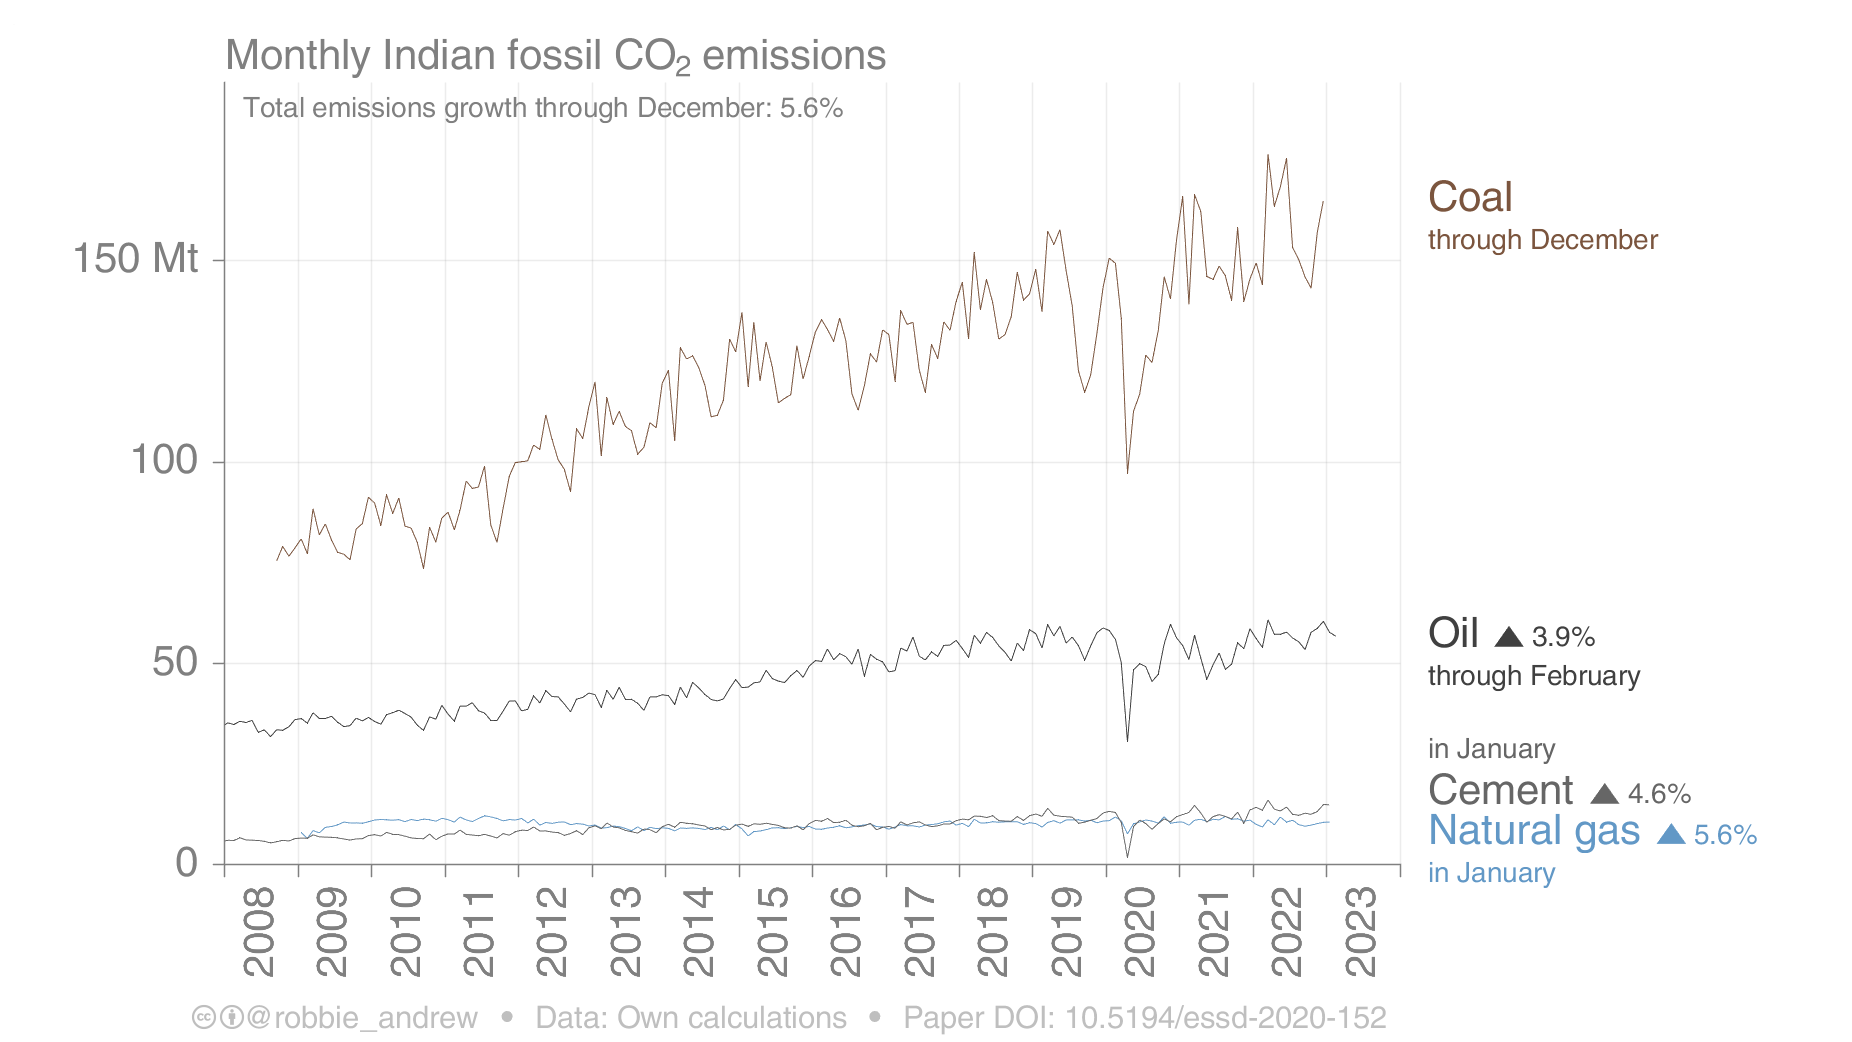 Monthly Indian fossil CO₂ emissions
Total emissions growth through December: 5.6%
150 Mt
100
50
0
Coal
through December
Oil ▲ 3.9%
through February
in January
Cement ▲ 4.6%
Natural gas ▲ 5.6%
in January
2008 2009 2010 2011 2012 2013 2014 2015 2016 2017 2018 2019 2020 2021 2022 2023
@robbie_andrew • Data: Own calculations • Paper DOI: 10.5194/essd-2020-152